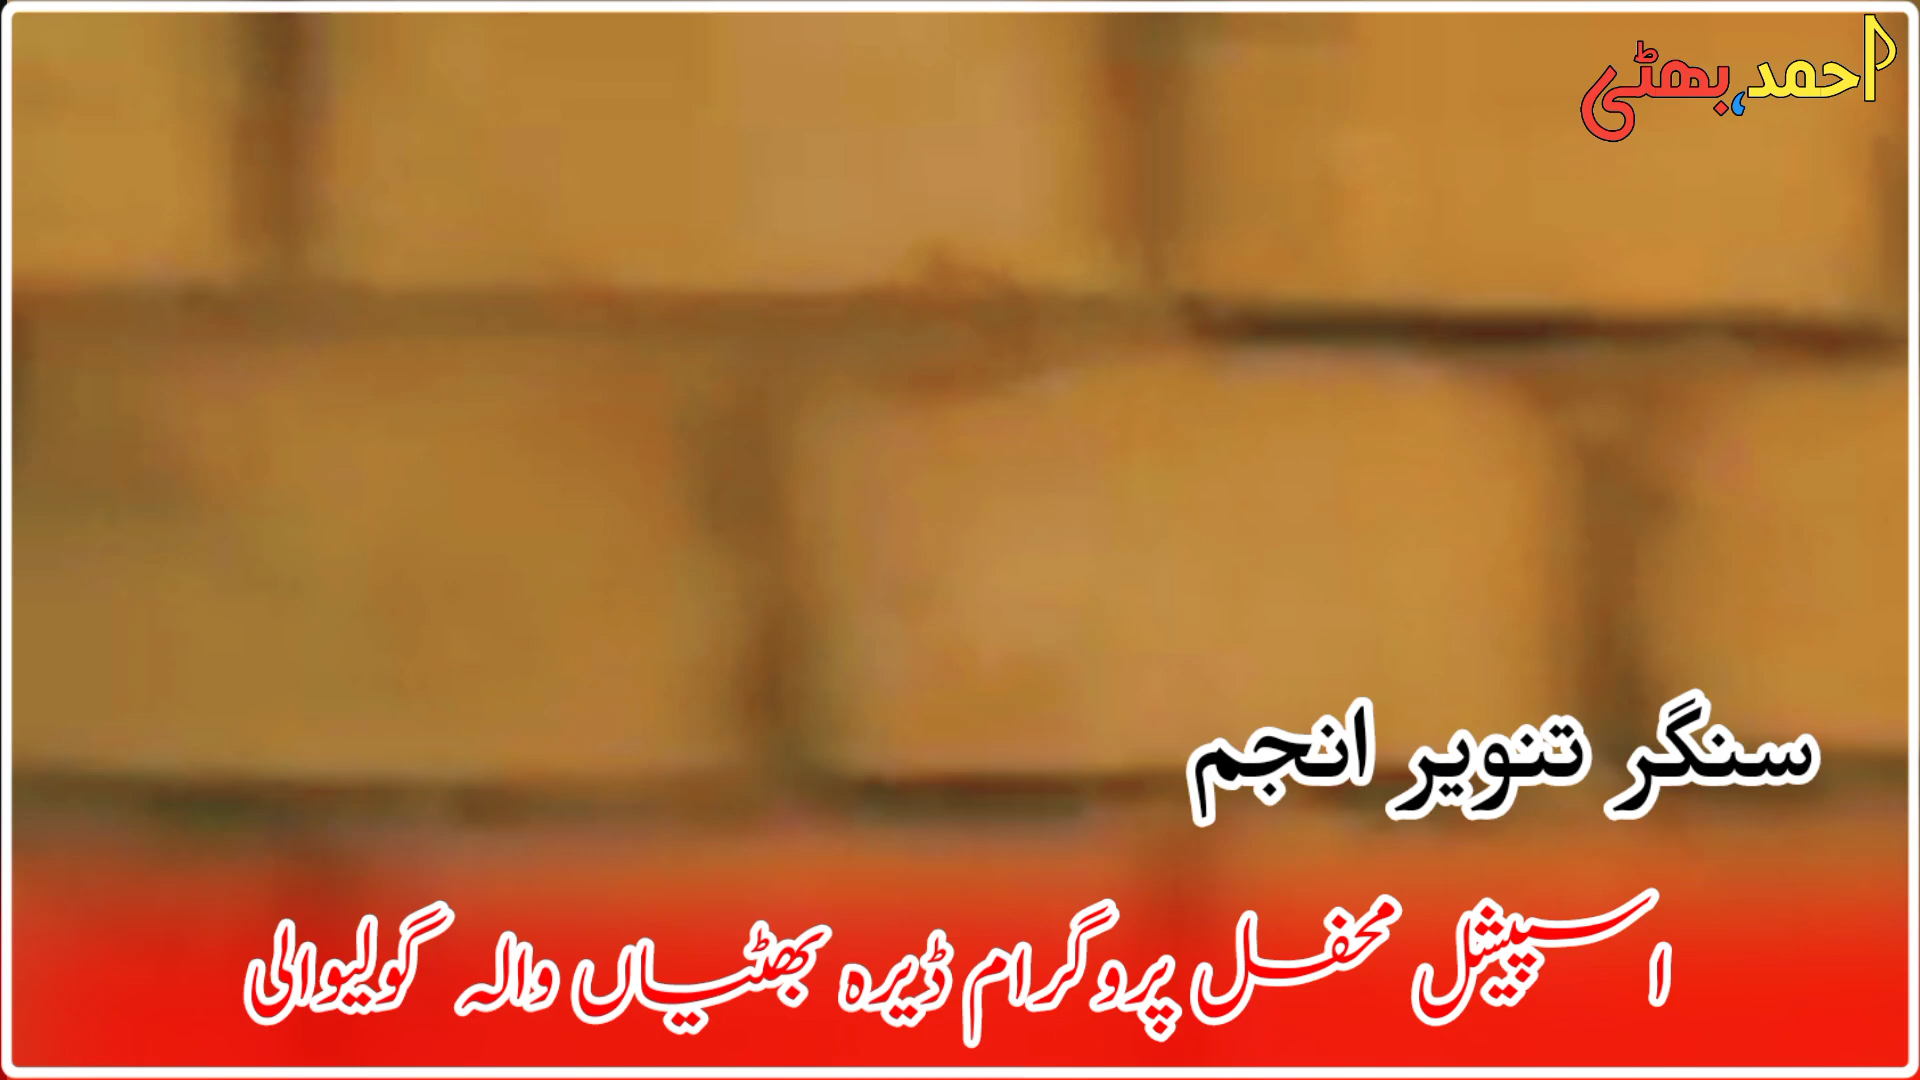 احمد بھٹی
سنگر تنویر انجم
اسپیشل محفل پروگرام ڈیرہ بھٹیاں والہ گولیوالی